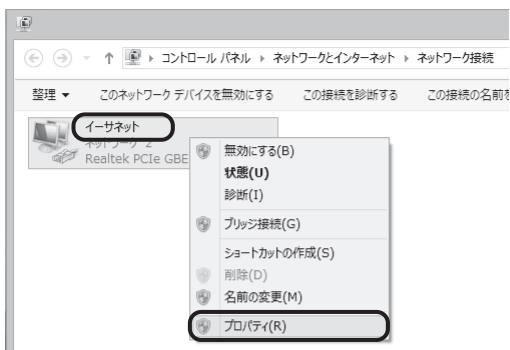 コントロール パネル ▸ ネットワークとインターネット ▸ ネットワーク接続
整理 ▼ このネットワーク デバイスを無効にする この接続を診断する この接続の名前を
イーサネット
ネットワーク 2
Realtek PCIe GBE
無効にする(B)
状態(U)
診断(I)
ブリッジ接続(G)
ショートカットの作成(S)
削除(D)
名前の変更(M)
プロパティ(R)